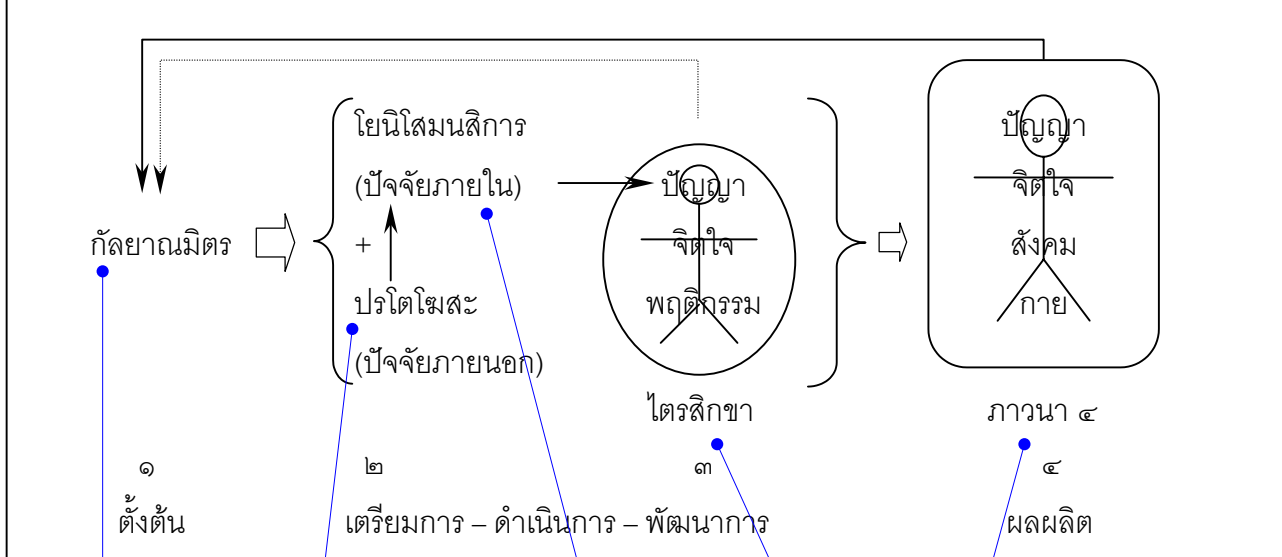 โยนิโสมนสิการ
(ปัจจัยภายใน)
กัลยาณมิตร
+
ปรโตโฆสะ
(ปัจจัยภายนอก)
ปัญญา
จิตใจ
พฤติกรรม
ไตรสิกขา
ปัญญา
จิตใจ
สังคม
กาย
ภาวนา ๔
๑ ๒ ๓ ๔
ตั้งต้น เตรียมการ – ดำเนินการ – พัฒนาการ ผลผลิต